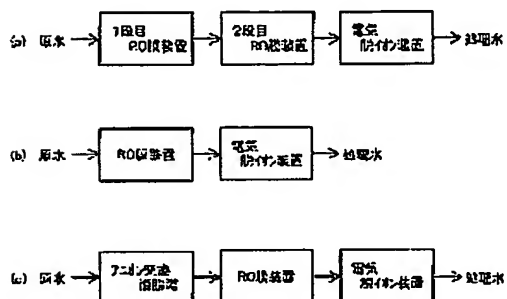 (a) 原水 1段目 2段目 電気 処理水
RO膜装置 RO膜装置 脱イオン装置
(b) 原水 RO膜装置 電気 処理水
脱イオン装置
(c) 原水 アニオン交換 RO膜装置 電気 処理水
樹脂塔 脱イオン装置